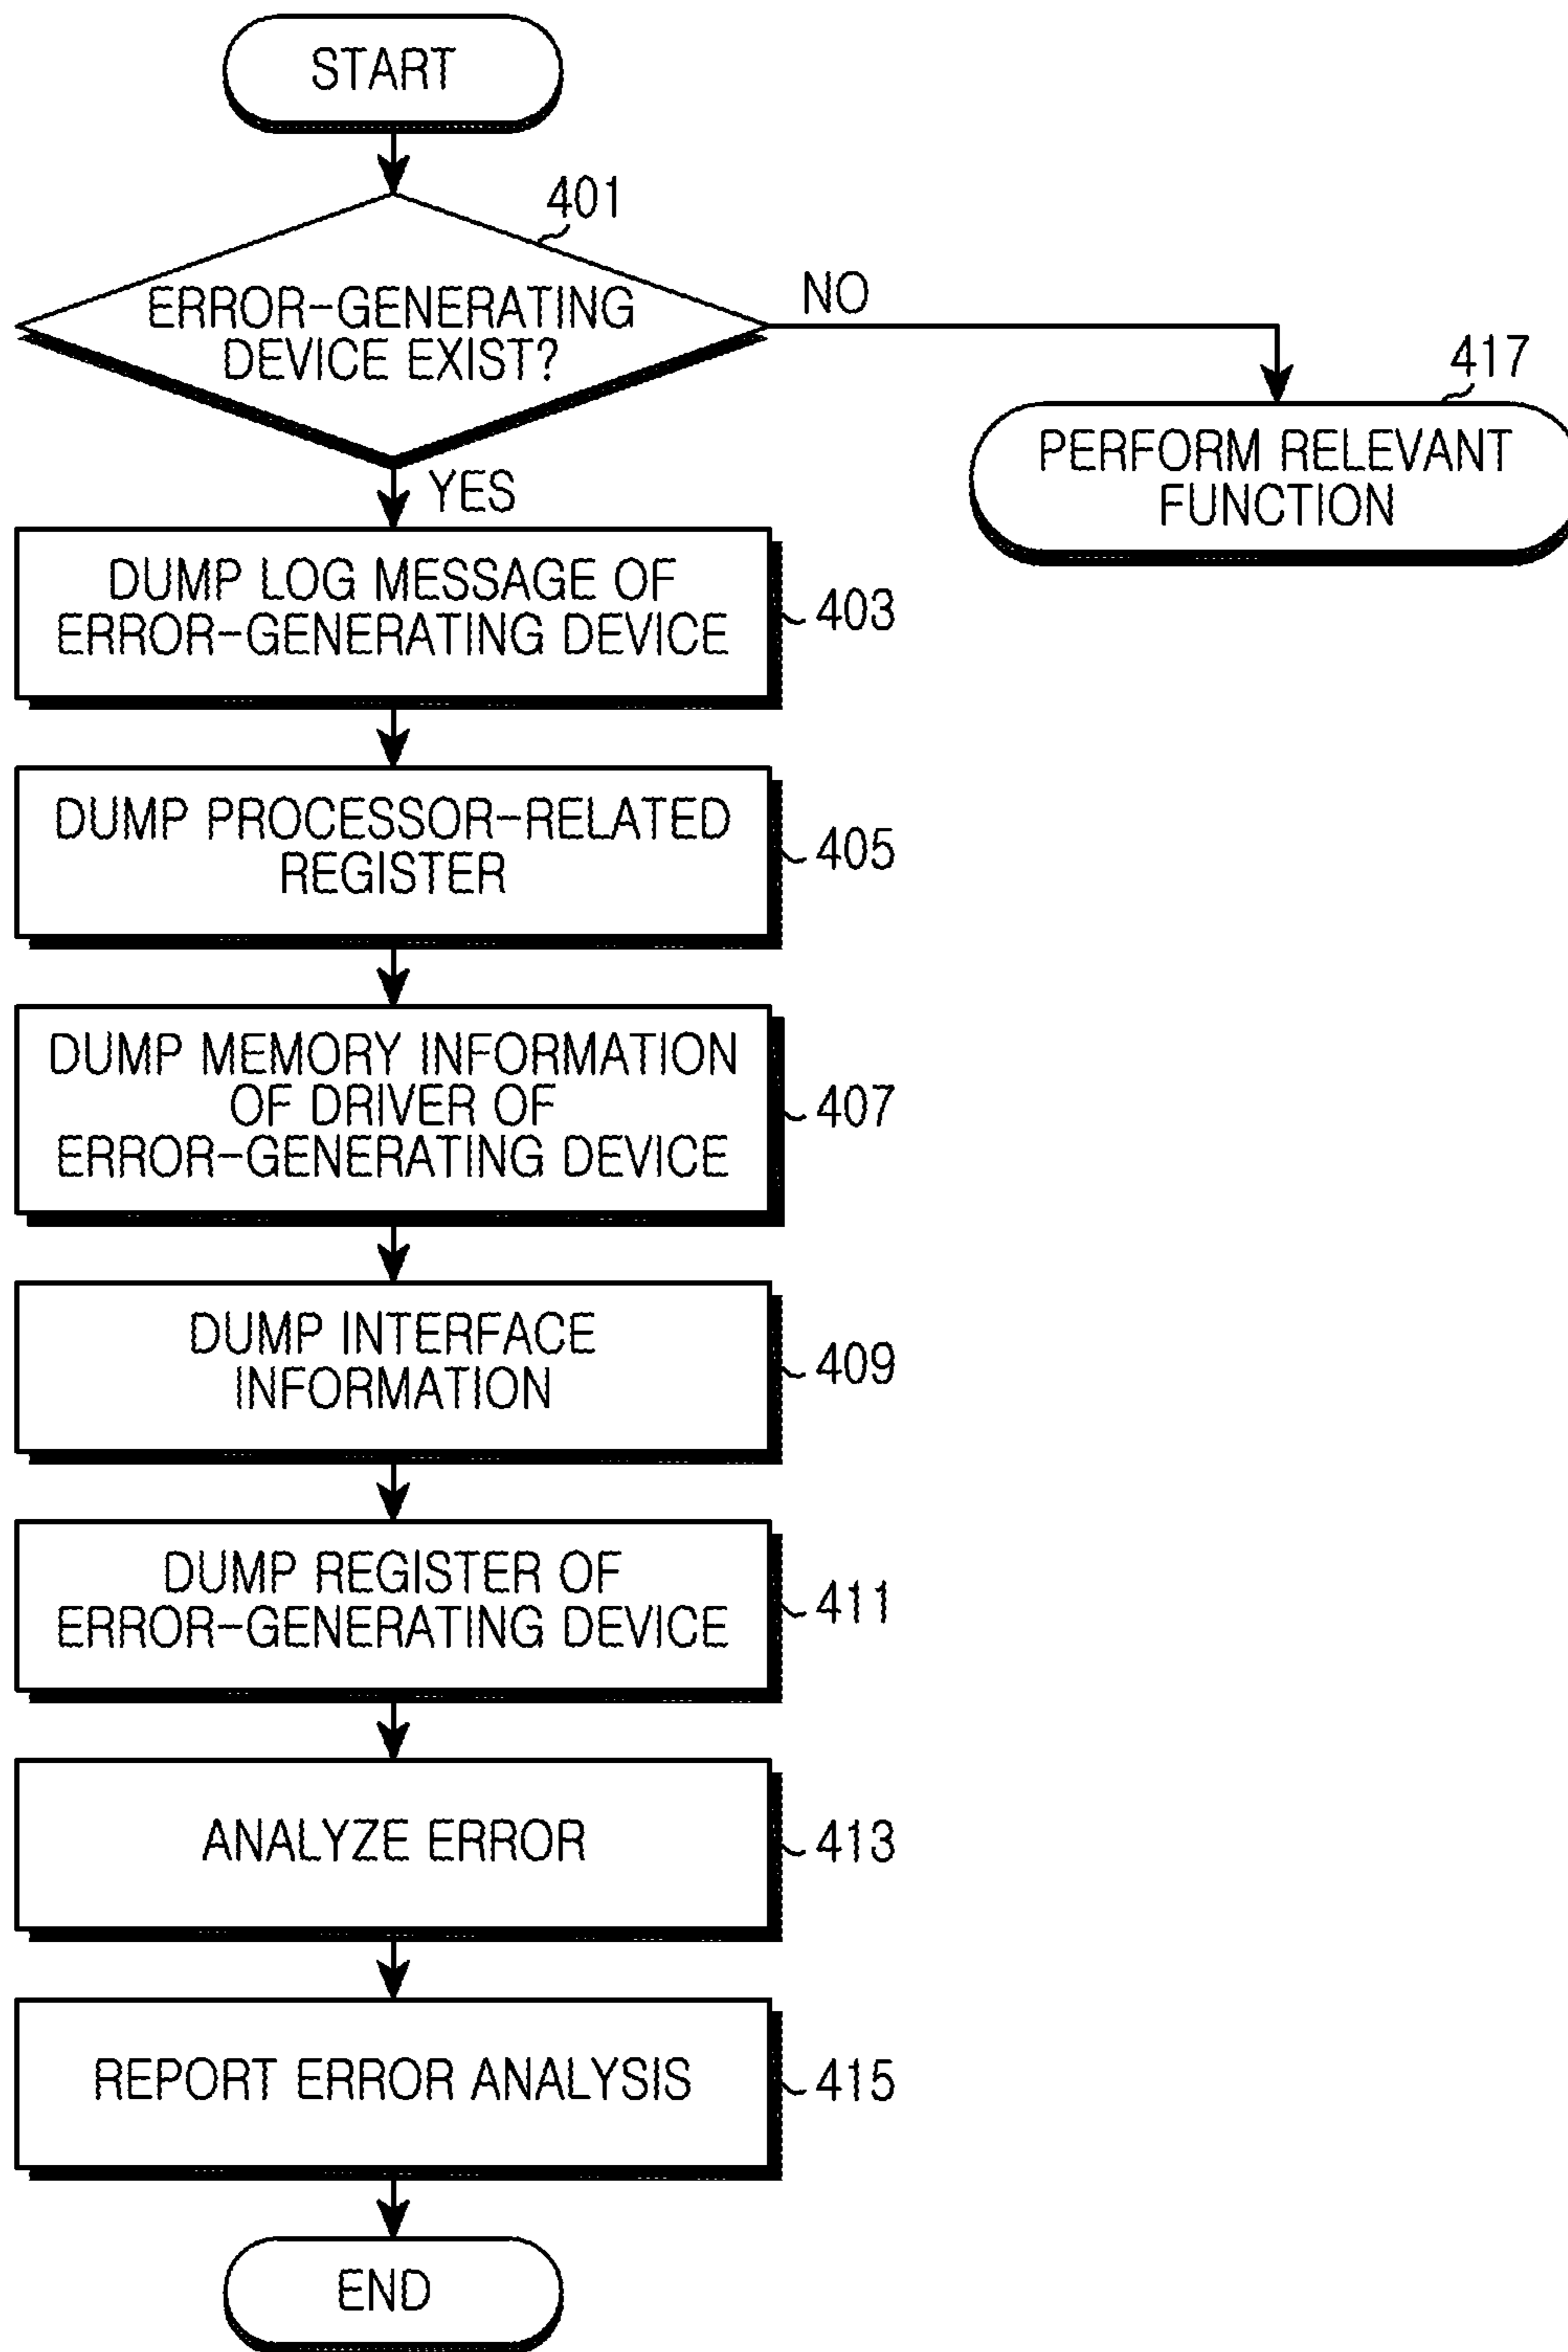 START
401
ERROR-GENERATING
DEVICE EXIST?
NO
417
PERFORM RELEVANT
FUNCTION
YES
DUMP LOG MESSAGE OF
ERROR-GENERATING DEVICE
403
DUMP PROCESSOR-RELATED
REGISTER
405
DUMP MEMORY INFORMATION
OF DRIVER OF
ERROR-GENERATING DEVICE
407
DUMP INTERFACE
INFORMATION
409
DUMP REGISTER OF
ERROR-GENERATING DEVICE
411
ANALYZE ERROR
413
REPORT ERROR ANALYSIS
415
END